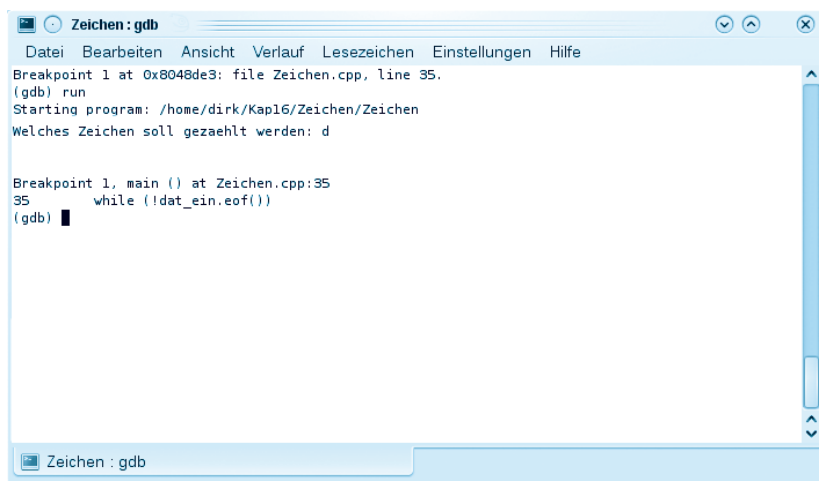 Zeichen : gdb
Datei Bearbeiten Ansicht Verlauf Lesezeichen Einstellungen Hilfe
Breakpoint 1 at 0x8048de3: file Zeichen.cpp, line 35.
(gdb) run
Starting program: /home/dirk/Kap16/Zeichen/Zeichen
Welches Zeichen soll gezaehlt werden: d
Breakpoint 1, main () at Zeichen.cpp:35
35 while (!dat_ein.eof())
(gdb)
Zeichen : gdb